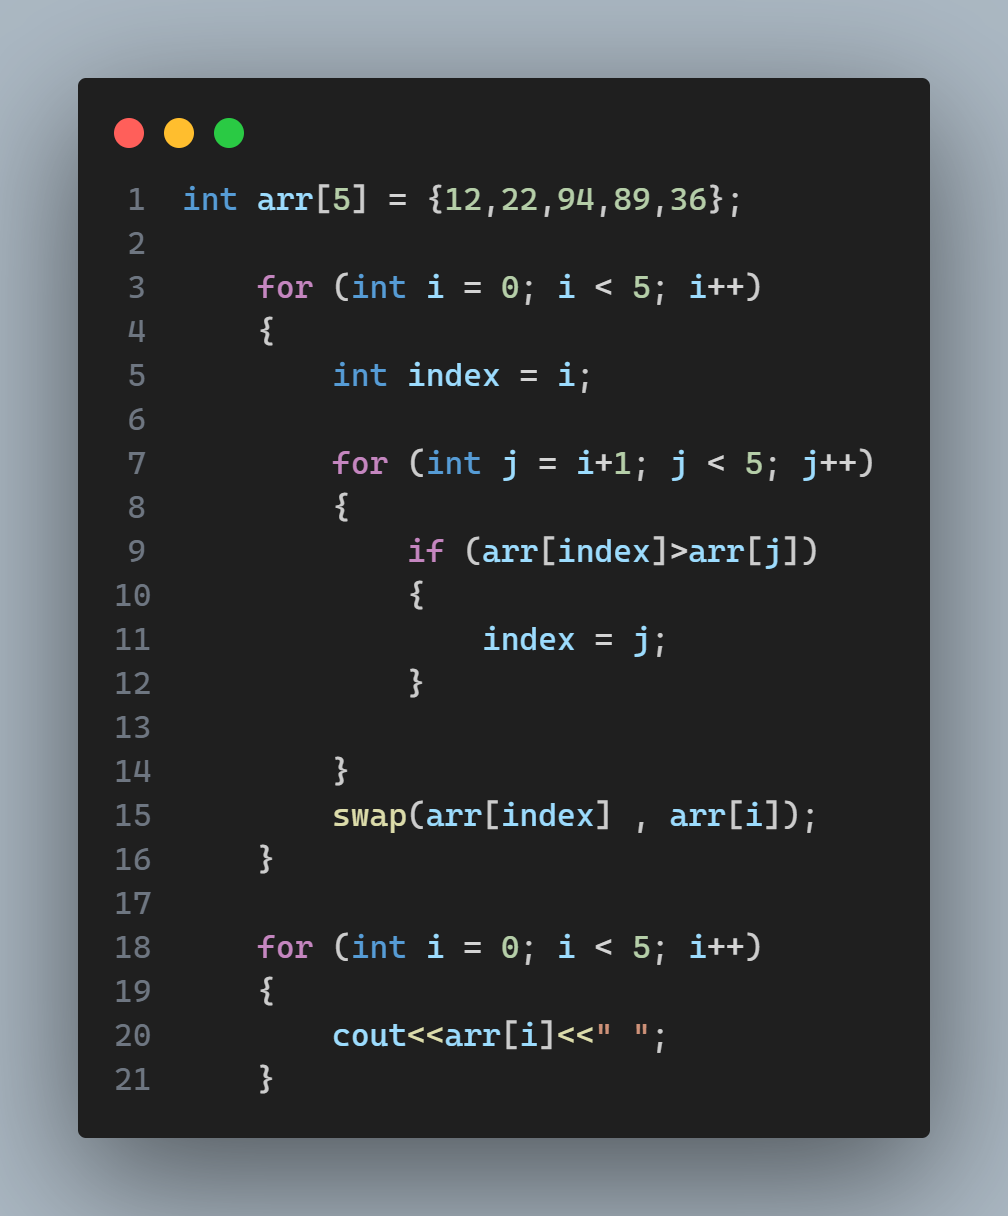 1 int arr[5] = {12,22,94,89,36};
2
3     for (int i = 0; i < 5; i++)
4     {
5         int index = i;
6
7         for (int j = i+1; j < 5; j++)
8         {
9             if (arr[index]>arr[j])
10             {
11                 index = j;
12             }
13
14         }
15         swap(arr[index] , arr[i]);
16     }
17
18     for (int i = 0; i < 5; i++)
19     {
20         cout<<arr[i]<<" ";
21     }